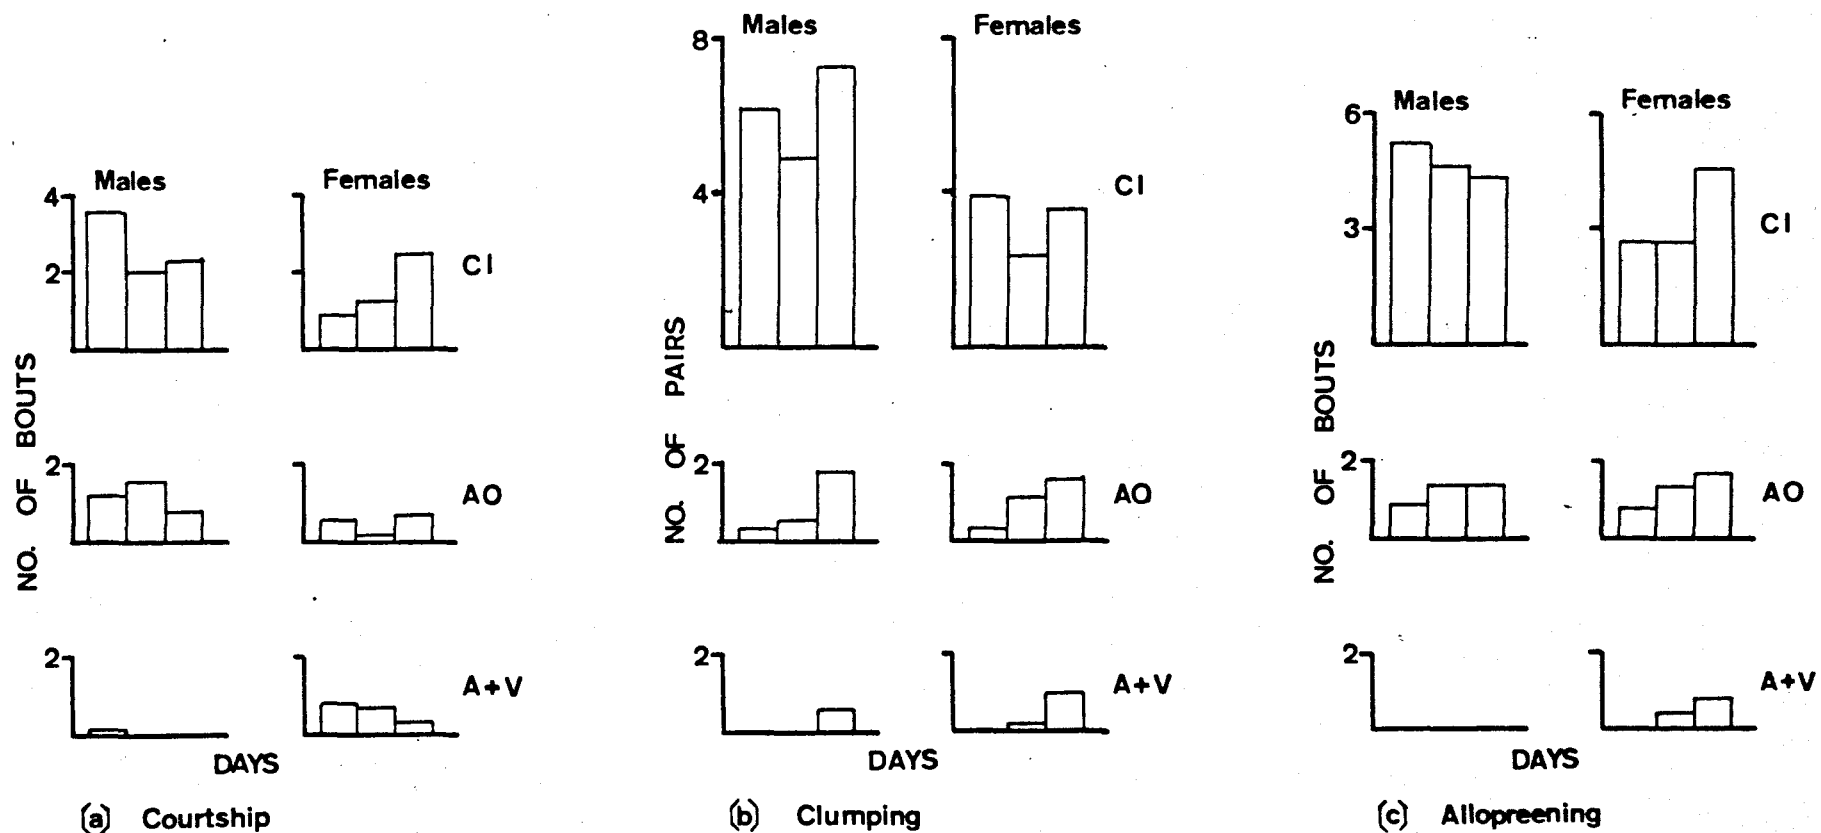 Males Females
4
2
CI
NO. OF BOUTS
2
AO
2
A+V
DAYS
(a) Courtship
Males Females
8
4
CI
NO. OF PAIRS
2
AO
2
A+V
DAYS
(b) Clumping
Males Females
6
3
CI
NO. OF BOUTS
2
AO
2
A+V
DAYS
(c) Allopreening